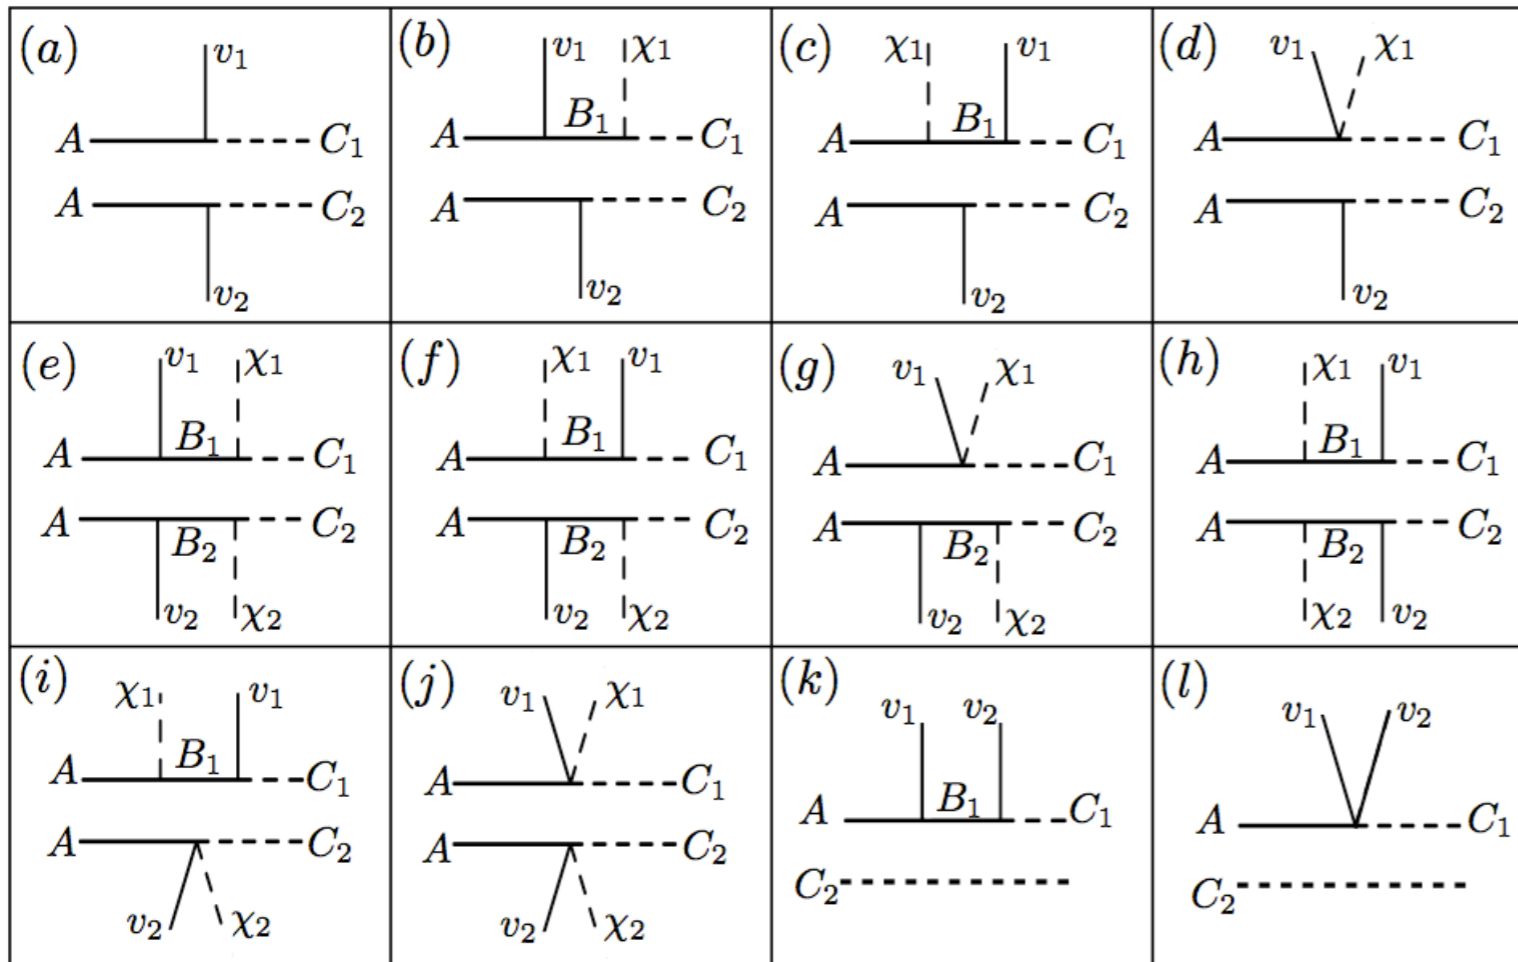 (a) v₁
A C₁
A C₂
v₂
(b) v₁ χ₁
B₁
A C₁
A C₂
v₂
(c) χ₁ v₁
B₁
A C₁
A C₂
v₂
(d) v₁ χ₁
A C₁
A C₂
v₂
(e) v₁ χ₁
B₁
A C₁
A C₂
B₂
v₂ χ₂
(f) χ₁ v₁
B₁
A C₁
A C₂
B₂
v₂ χ₂
(g) v₁ χ₁
A C₁
A C₂
B₂
v₂ χ₂
(h) χ₁ v₁
B₁
A C₁
A C₂
B₂
χ₂ v₂
(i) χ₁ v₁
B₁
A C₁
A C₂
v₂ χ₂
(j) v₁ χ₁
A C₁
A C₂
v₂ χ₂
(k) v₁ v₂
B₁
A C₁
C₂
(l) v₁ v₂
A C₁
C₂